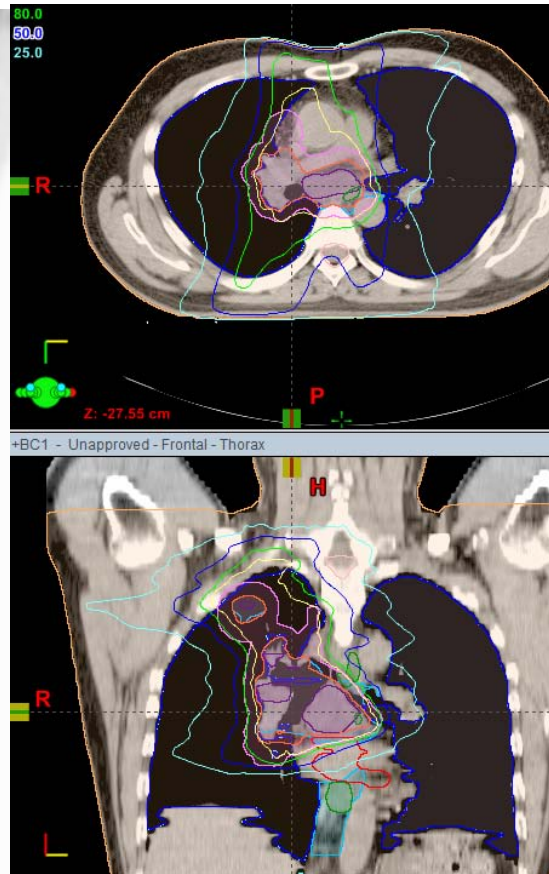 80.0
50.0
25.0
R
Z: -27.55 cm
P
+BC1 - Unapproved - Frontal - Thorax
H
R